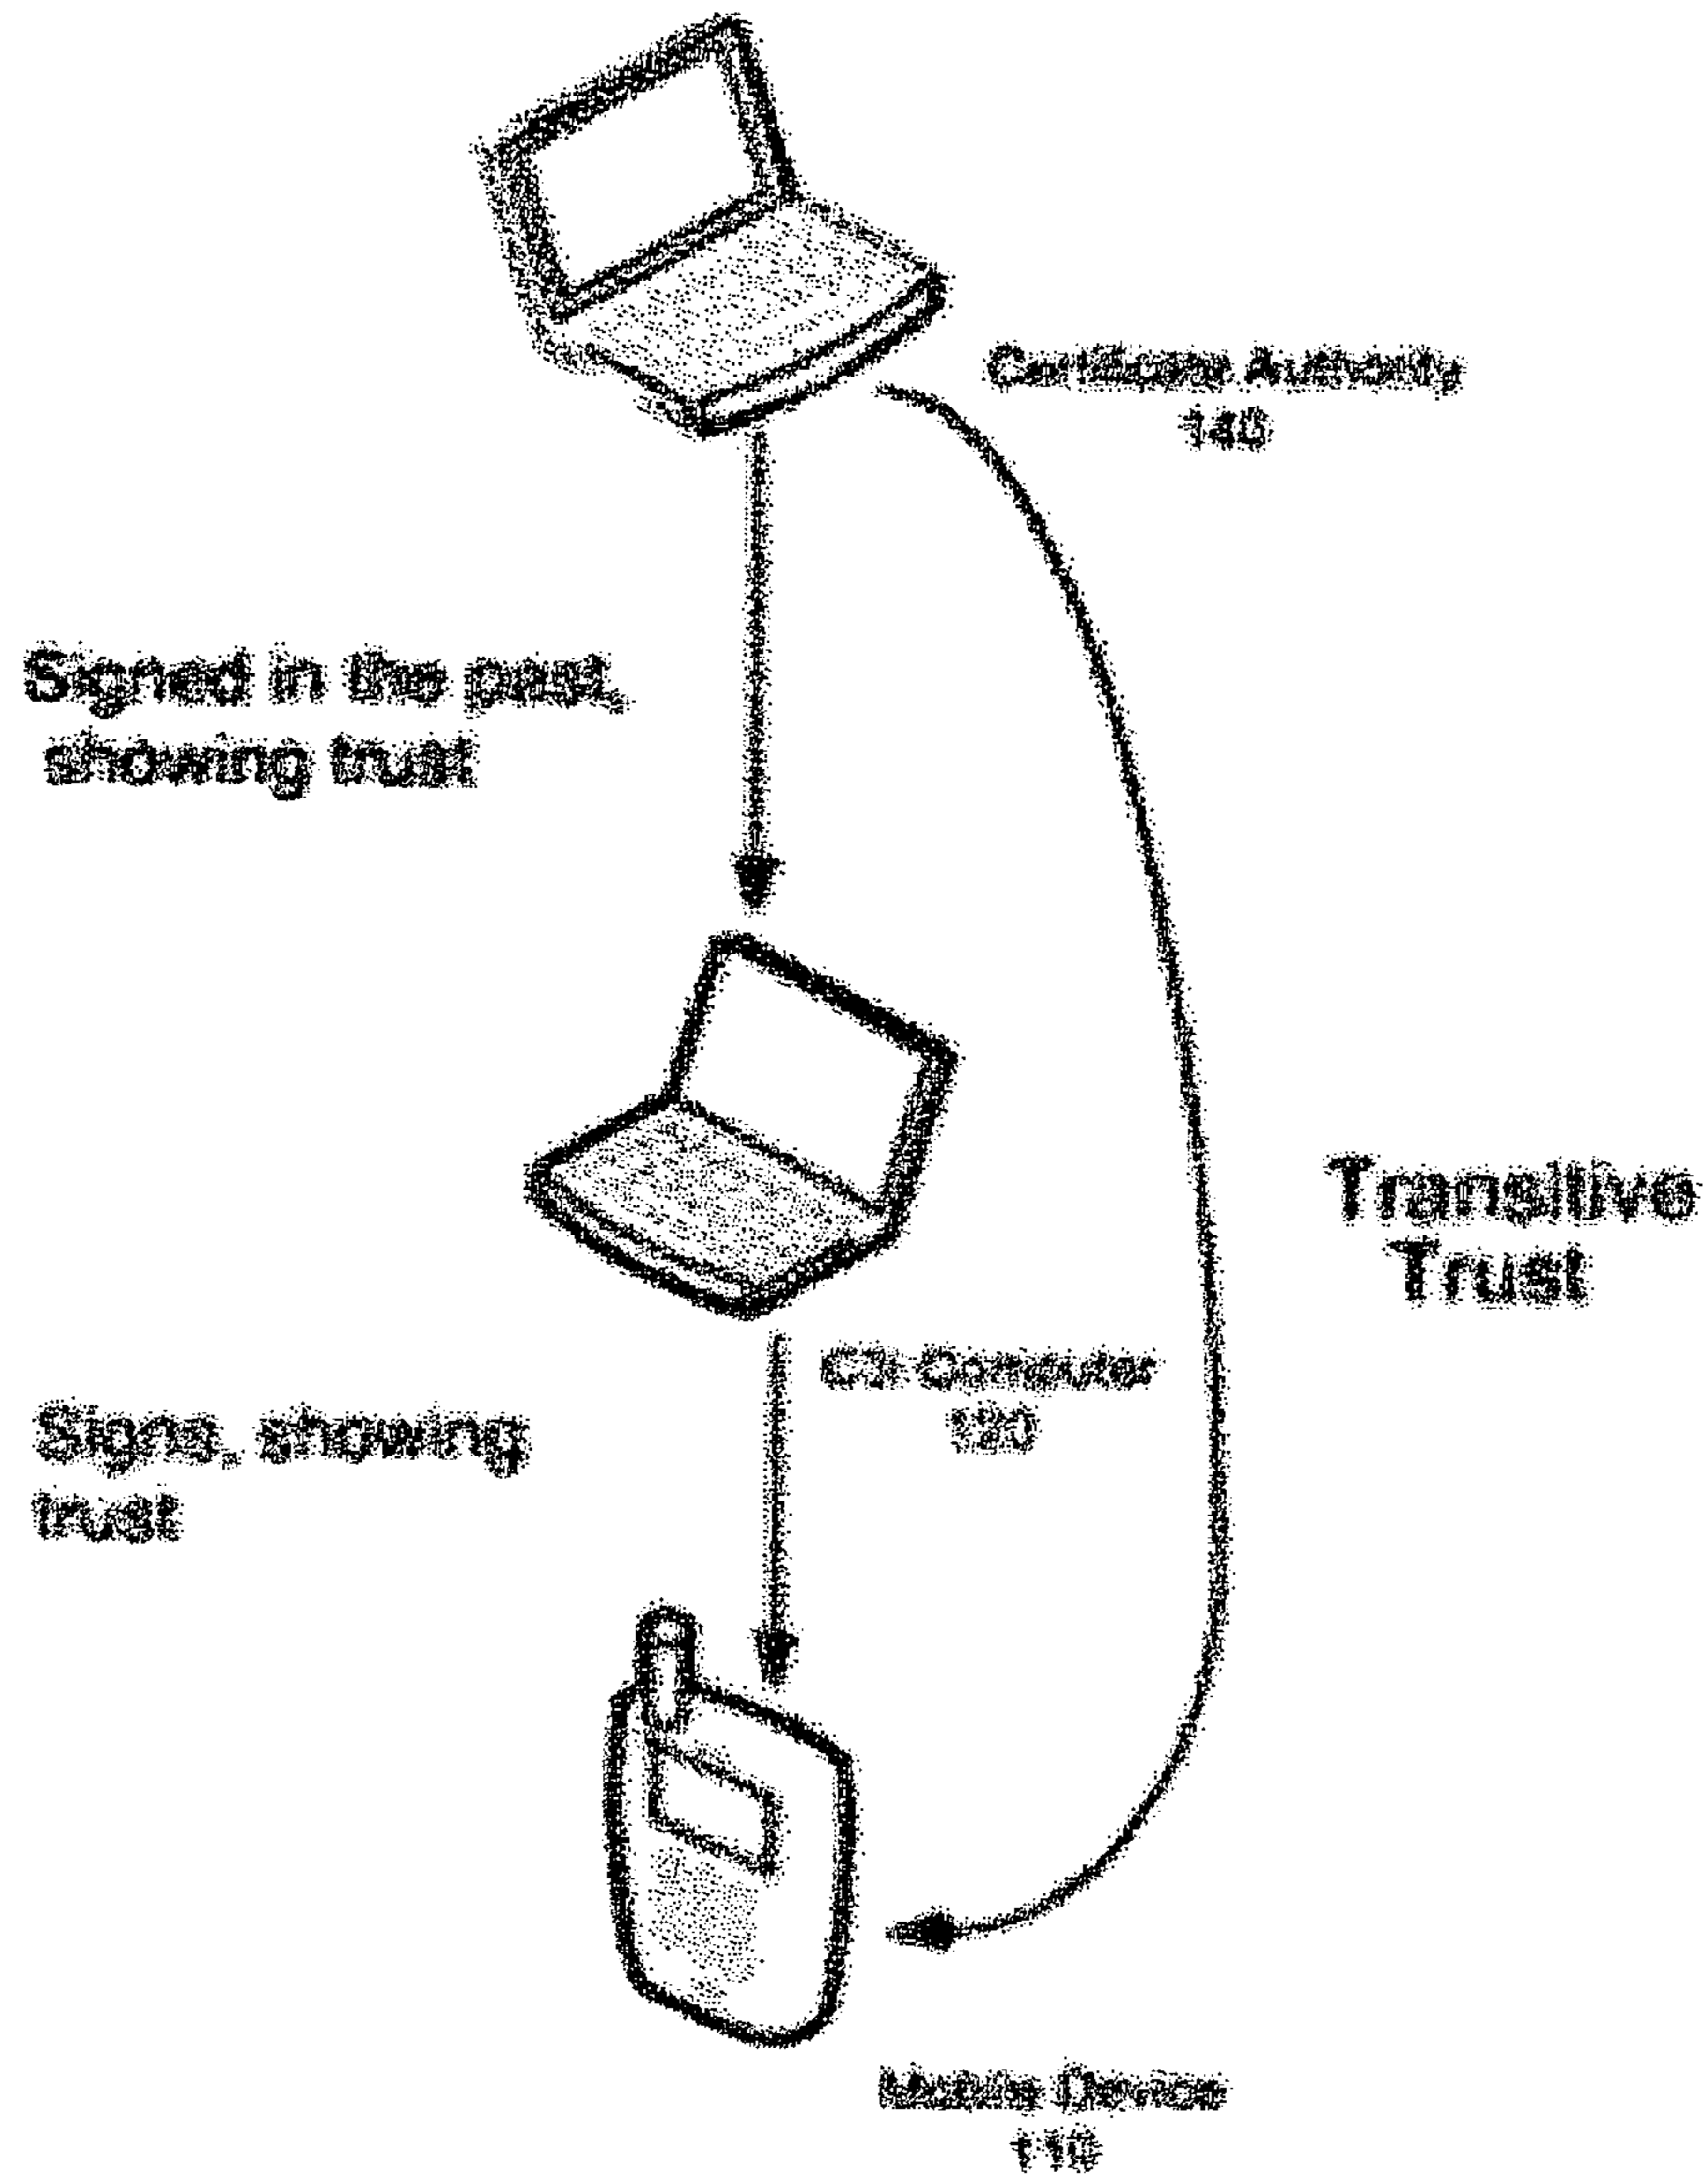 Certificate Authority
140
Signed in the past,
showing trust
Transitive
Trust
Computer
120
Signs, showing
trust
Mobile Device
110